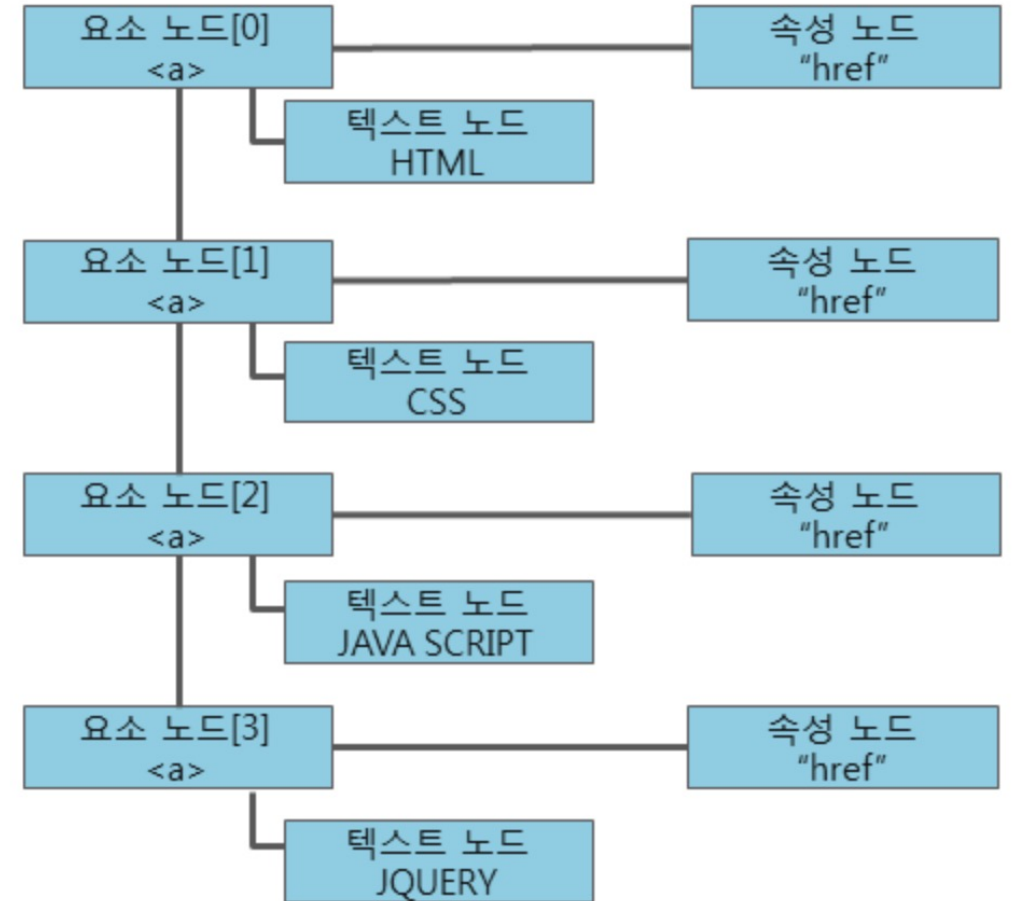 요소 노드[0]
<a>
속성 노드
“href”
텍스트 노드
HTML
요소 노드[1]
<a>
속성 노드
“href”
텍스트 노드
CSS
요소 노드[2]
<a>
속성 노드
“href”
텍스트 노드
JAVA SCRIPT
요소 노드[3]
<a>
속성 노드
“href”
텍스트 노드
JQUERY